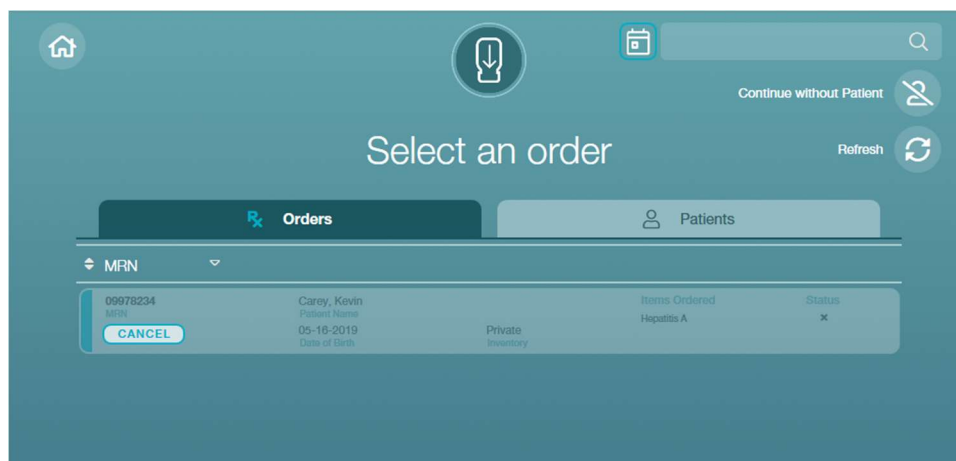 Continue without Patient
Select an order
Refresh
Rx Orders
Patients
MRN
09978234
MRN
CANCEL
Carey, Kevin
Patient Name
05-16-2019
Date of Birth
Private
Inventory
Items Ordered
Hepatitis A
Status